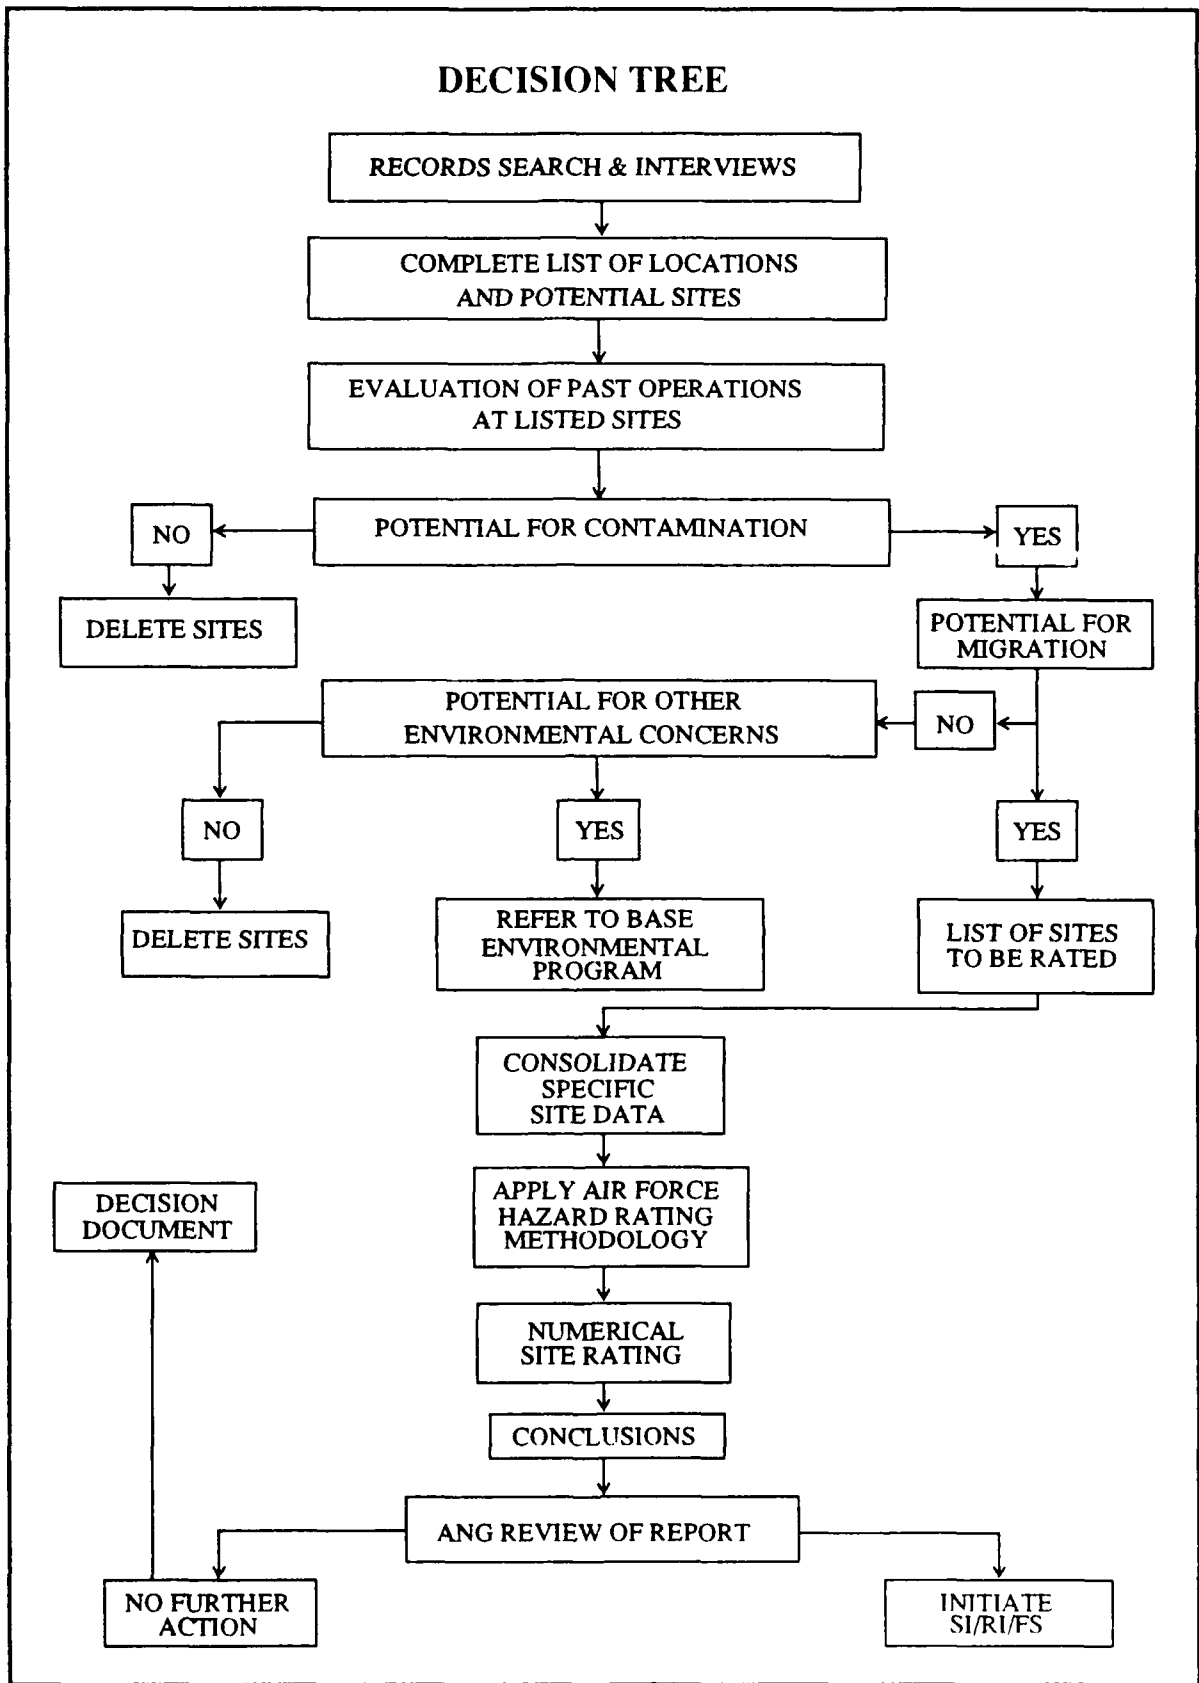 DECISION TREE
RECORDS SEARCH & INTERVIEWS
COMPLETE LIST OF LOCATIONS
AND POTENTIAL SITES
EVALUATION OF PAST OPERATIONS
AT LISTED SITES
NO
POTENTIAL FOR CONTAMINATION
YES
DELETE SITES
POTENTIAL FOR
MIGRATION
POTENTIAL FOR OTHER
ENVIRONMENTAL CONCERNS
NO
NO
YES
YES
DELETE SITES
REFER TO BASE
ENVIRONMENTAL
PROGRAM
LIST OF SITES
TO BE RATED
CONSOLIDATE
SPECIFIC
SITE DATA
APPLY AIR FORCE
HAZARD RATING
METHODOLOGY
DECISION
DOCUMENT
NUMERICAL
SITE RATING
CONCLUSIONS
ANG REVIEW OF REPORT
NO FURTHER
ACTION
INITIATE
SI/RI/FS